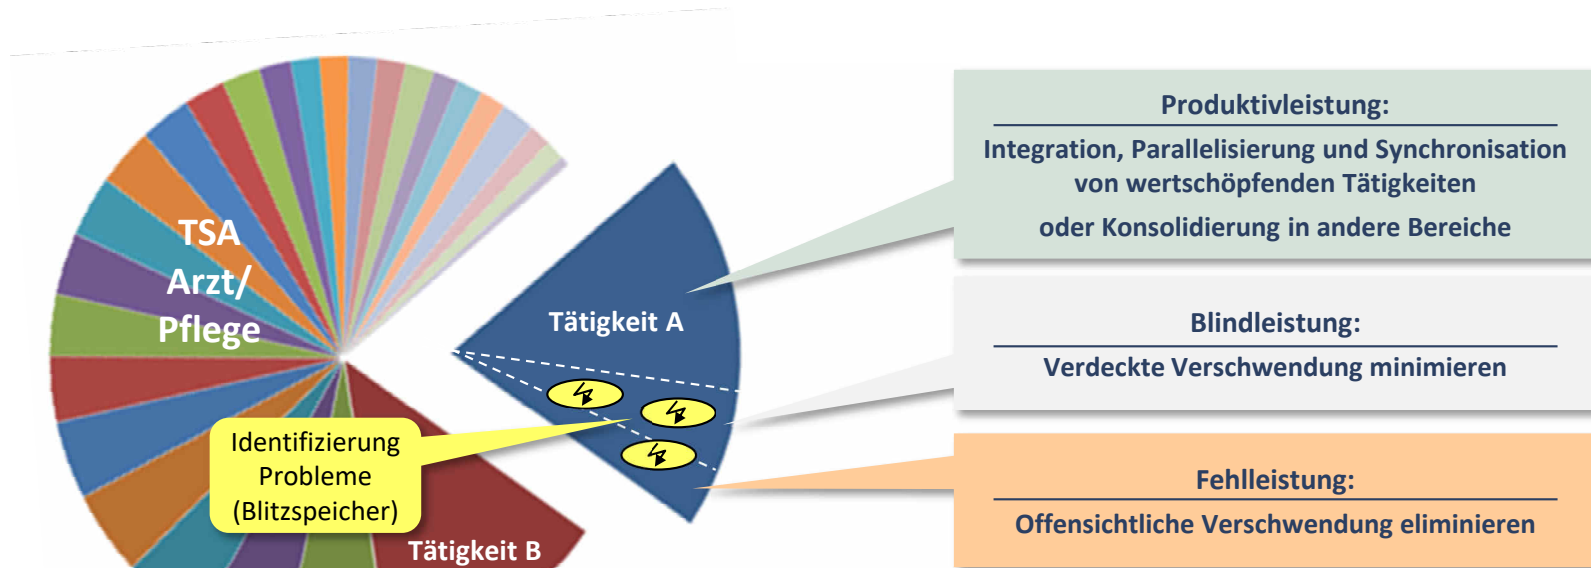 TSA
Arzt/
Pflege
Tätigkeit A
Identifizierung
Probleme
(Blitzspeicher)
Tätigkeit B
Produktivleistung:
Integration, Parallelisierung und Synchronisation
von wertschöpfenden Tätigkeiten
oder Konsolidierung in andere Bereiche
Blindleistung:
Verdeckte Verschwendung minimieren
Fehlleistung:
Offensichtliche Verschwendung eliminieren